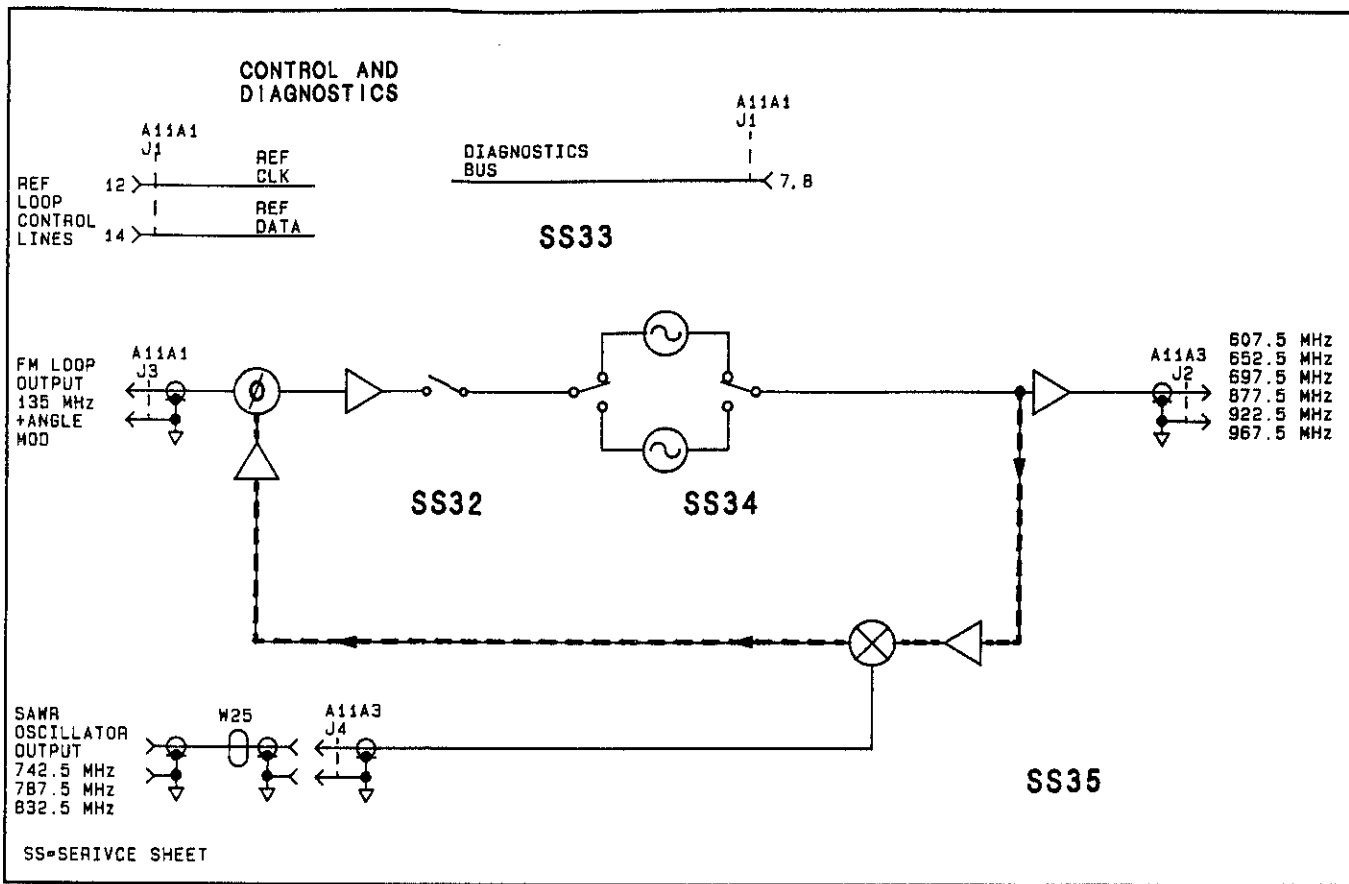 CONTROL AND
DIAGNOSTICS
A11A1
J1
REF
LOOP
CONTROL
LINES
12
REF
CLK
14
REF
DATA
DIAGNOSTICS
BUS
A11A1
J1
7, 8
SS33
FM LOOP
OUTPUT
135 MHz
+ANGLE
MOD
A11A1
J3
SS32
SS34
A11A3
J2
607.5 MHz
652.5 MHz
697.5 MHz
877.5 MHz
922.5 MHz
967.5 MHz
SAWR
OSCILLATOR
OUTPUT
742.5 MHz
787.5 MHz
832.5 MHz
W25
A11A3
J4
SS35
SS=SERIVCE SHEET